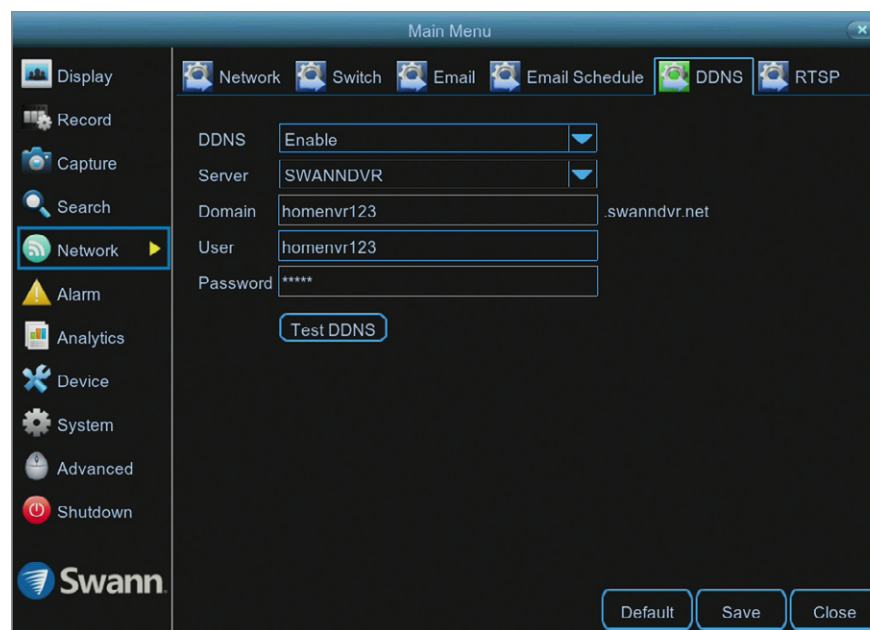 Main Menu
Display
Record
Capture
Search
Network
Alarm
Analytics
Device
System
Advanced
Shutdown
Swann
Network Switch Email Email Schedule DDNS RTSP
DDNS Enable
Server SWANNDVR
Domain homenvr123 .swanndvr.net
User homenvr123
Password *****
Test DDNS
Default Save Close